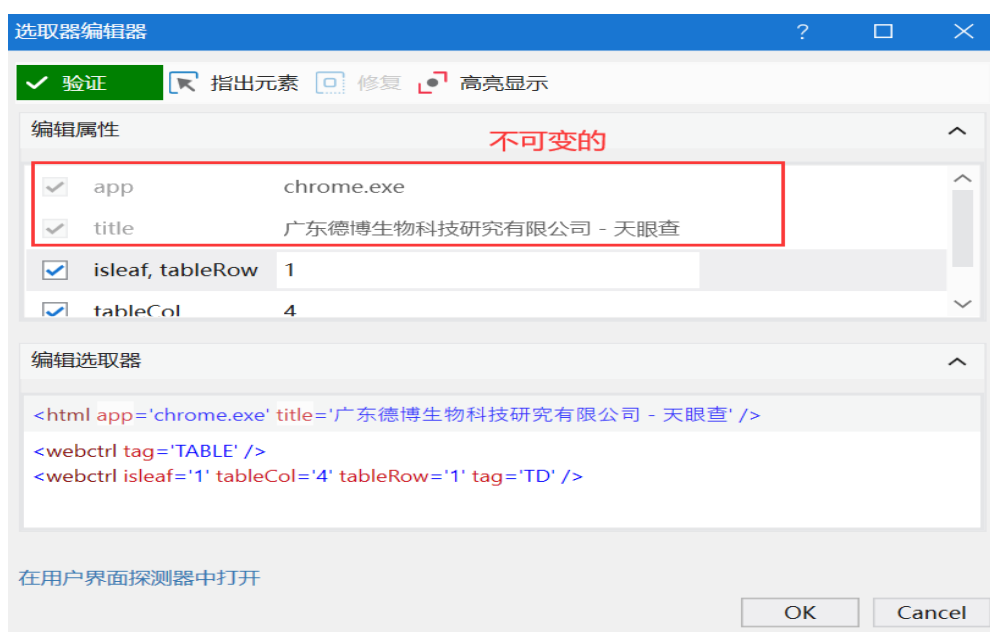 选取器编辑器
验证 指出元素 修复 高亮显示
编辑属性
不可变的
app chrome.exe
title 广东德博生物科技研究有限公司 - 天眼查
isleaf, tableRow 1
tableCol 4
编辑选取器
<html app='chrome.exe' title='广东德博生物科技研究有限公司 - 天眼查' />
<webctrl tag='TABLE' />
<webctrl isleaf='1' tableCol='4' tableRow='1' tag='TD' />
在用户界面探测器中打开
OK Cancel